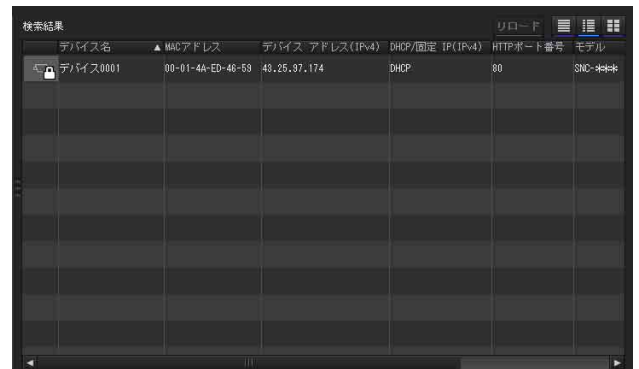 検索結果 リロード
デバイス名 ▲ MACアドレス デバイス アドレス(IPv4) DHCP/固定 IP(IPv4) HTTPポート番号 モデル
デバイス0001 00-01-4A-ED-46-59 43.25.97.174 DHCP 80 SNC-****